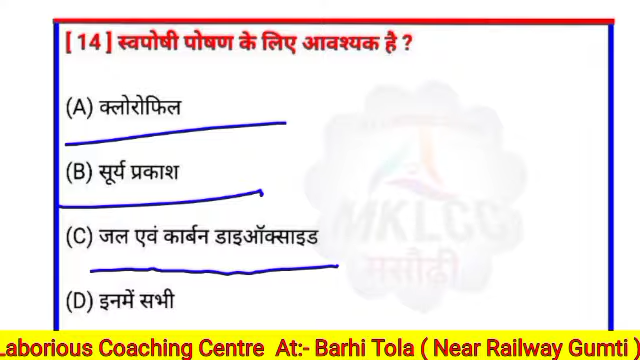 [ 14 ] स्वपोषी पोषण के लिए आवश्यक है ?
(A) क्लोरोफिल
(B) सूर्य प्रकाश
(C) जल एवं कार्बन डाइऑक्साइड
(D) इनमें सभी
MKLCC
मसौढ़ी
Laborious Coaching Centre At:- Barhi Tola ( Near Railway Gumti )